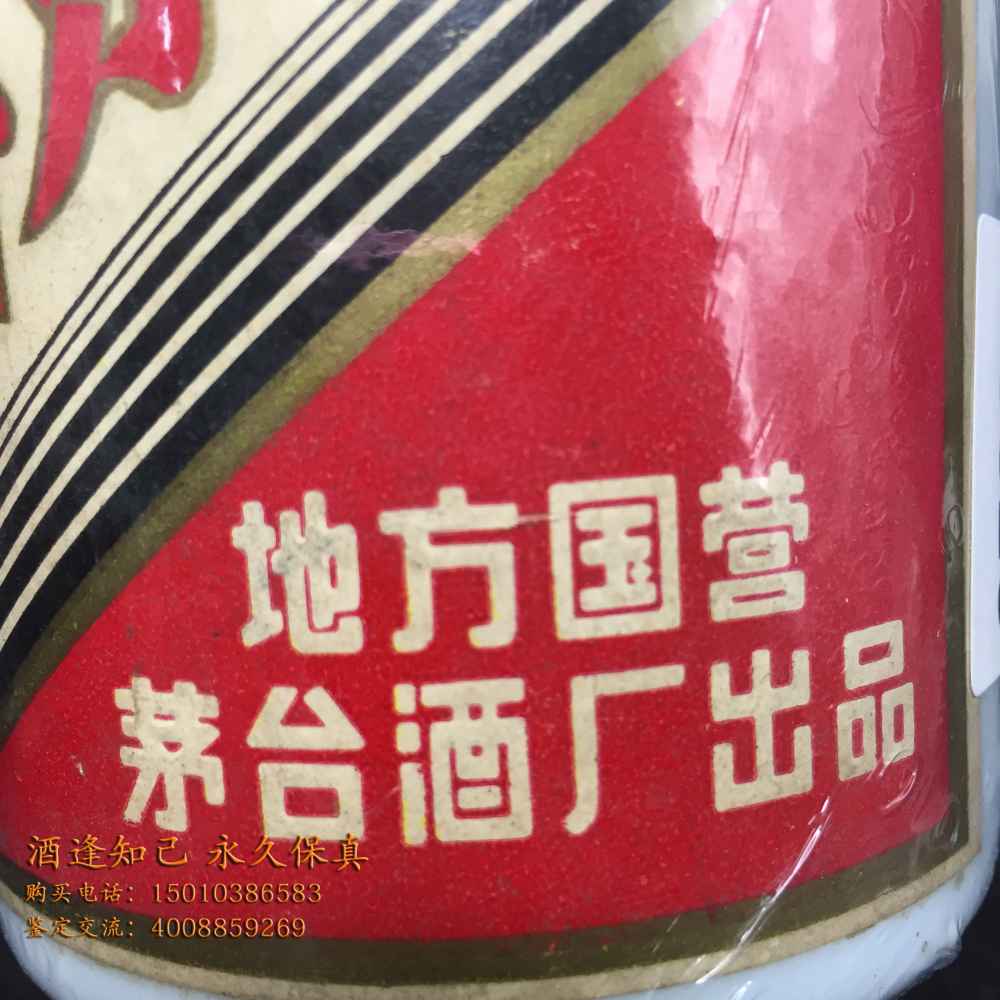 地方国营
茅台酒厂出品
酒逢知己 永久保真
购买电话：15010386583
鉴定交流：4008859269